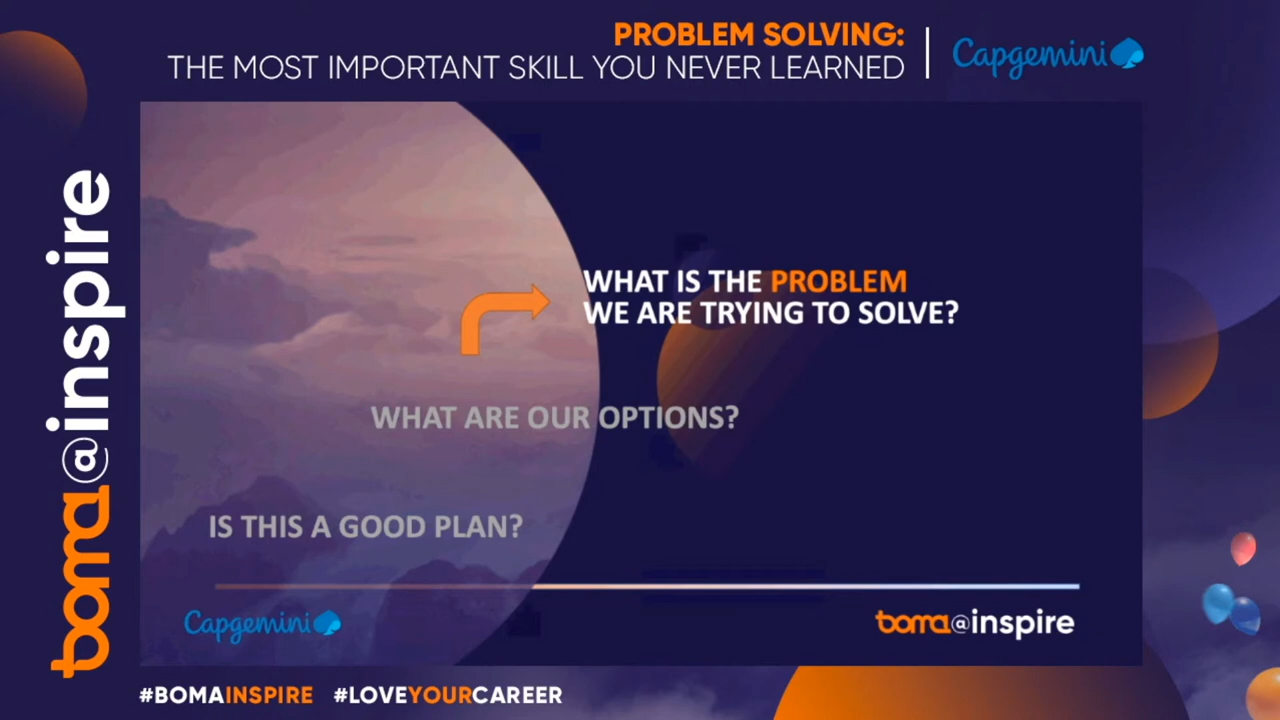 PROBLEM SOLVING:
THE MOST IMPORTANT SKILL YOU NEVER LEARNED
Capgemini
boma@inspire
WHAT IS THE PROBLEM
WE ARE TRYING TO SOLVE?
WHAT ARE OUR OPTIONS?
IS THIS A GOOD PLAN?
Capgemini
boma@inspire
#BOMAINSPIRE #LOVEYOURCAREER